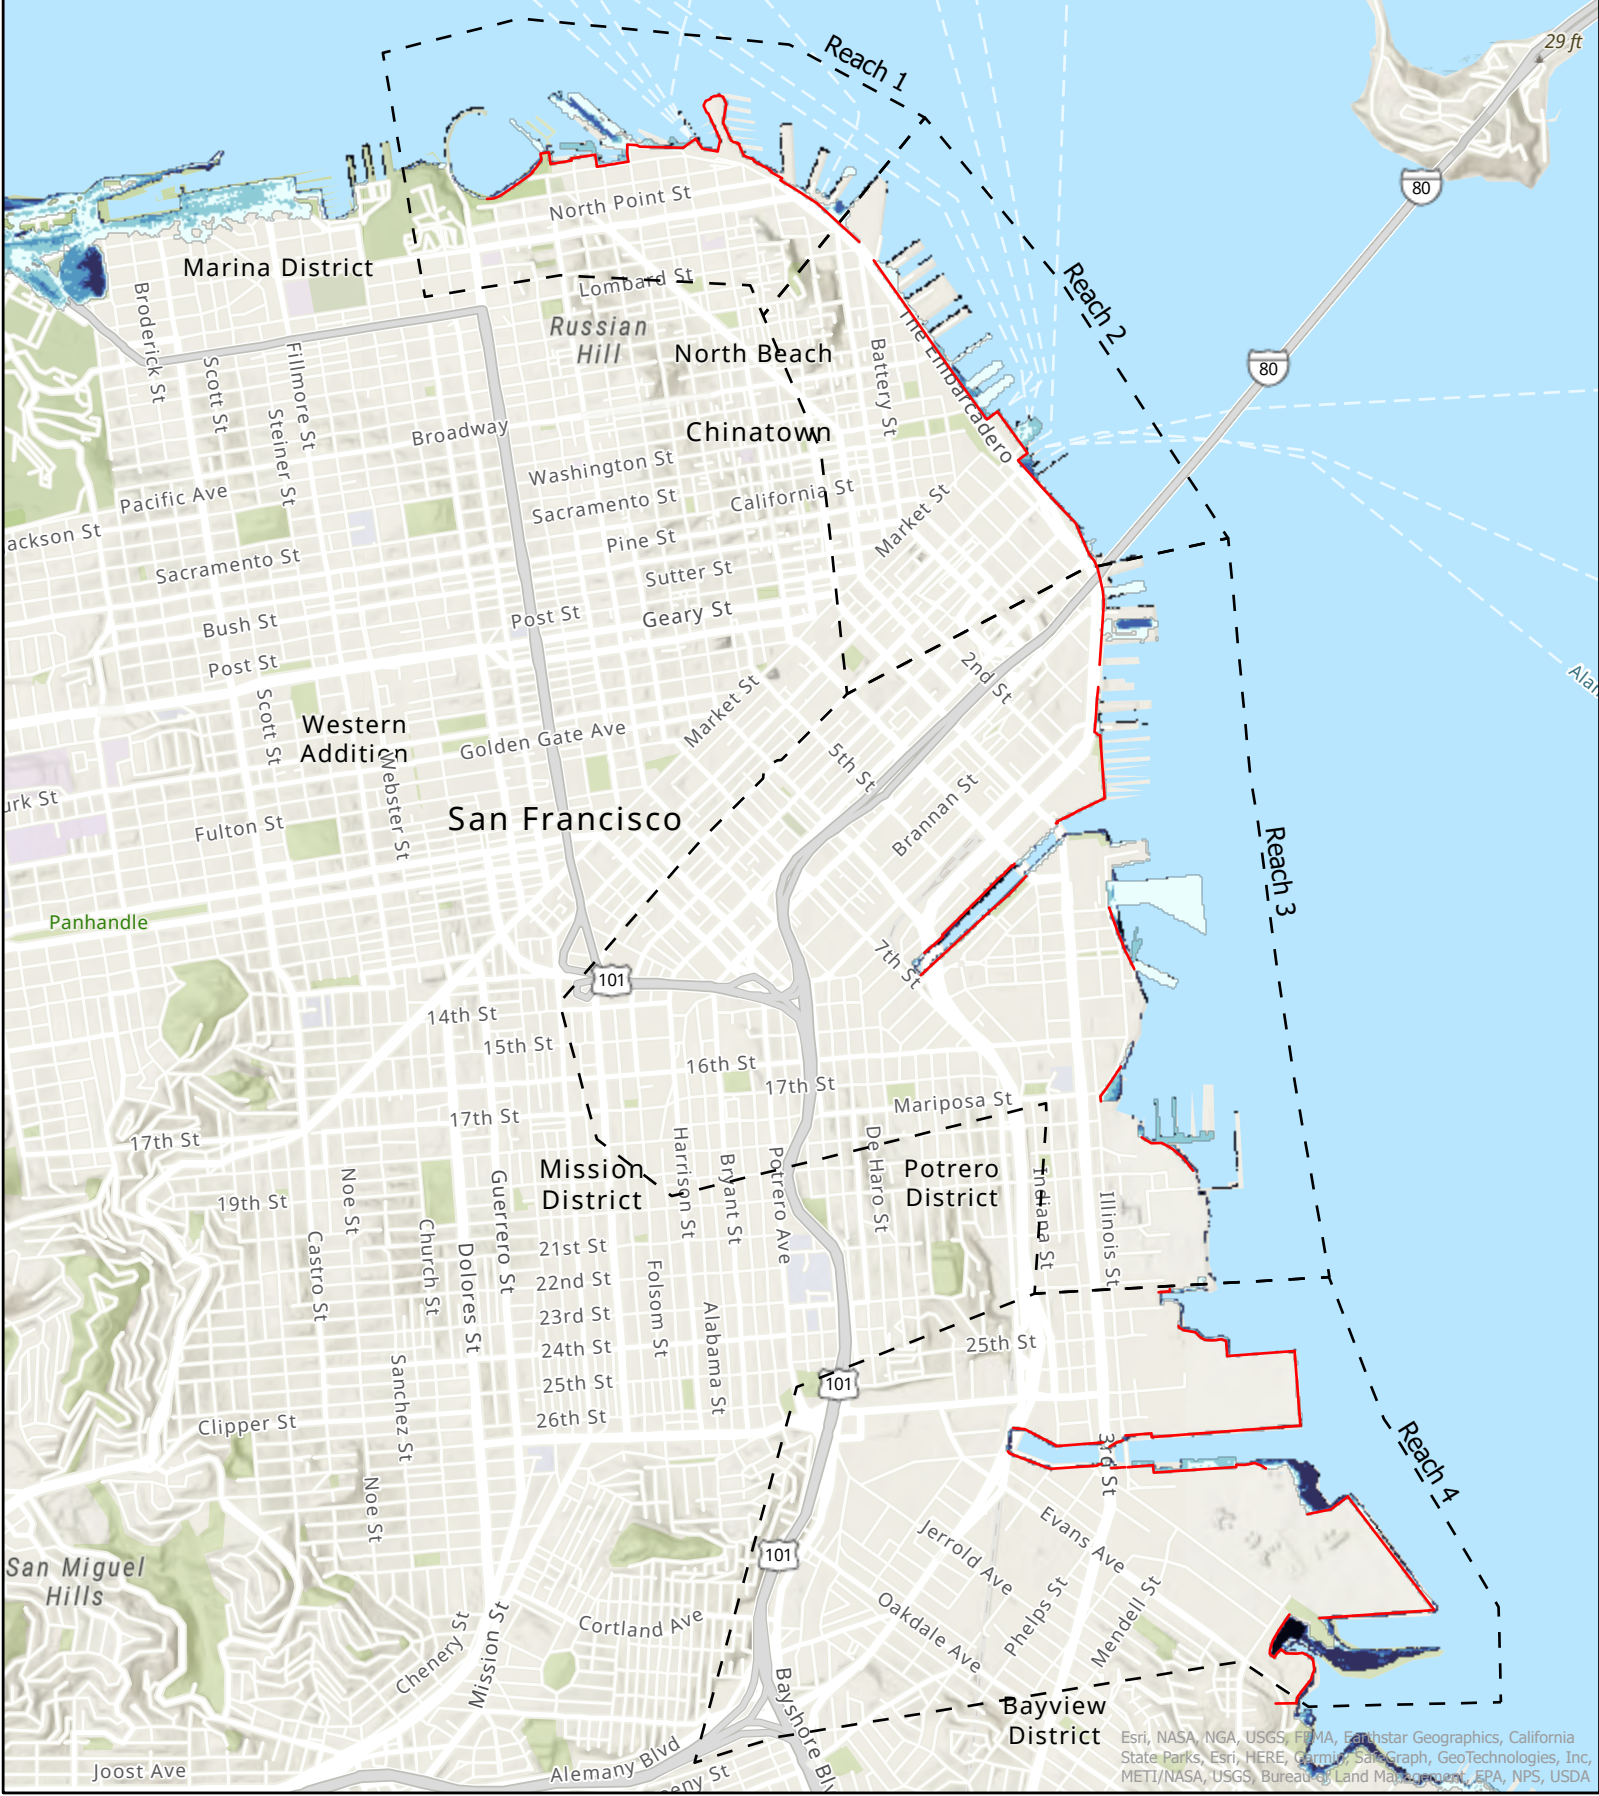 29 ft
Reach 1
80
North Point St
Marina District
Lombard St
Reach 2
Broderick St
Russian
Hill
North Beach
The Embarcadero
Battery St
80
Scott St
Fillmore St
Steiner St
Broadway
Chinatown
Washington St
Pacific Ave
Sacramento St
California St
Market St
ackson St
Pine St
Sacramento St
Sutter St
Bush St
Post St
Geary St
Post St
2nd St
Alan
Scott St
Western
Addition
Market St
Golden Gate Ave
5th St
Webster St
urk St
Brannan St
San Francisco
Fulton St
Reach 3
Panhandle
7th St
101
14th St
15th St
16th St
17th St
Mariposa St
17th St
17th St
Mission
District
Harrison St
Bryant St
Potrero Ave
De Haro St
Potrero
District
Indiana St
Illinois St
19th St
Noe St
Guerrero St
Church St
Castro St
Dolores St
21st St
22nd St
23rd St
24th St
25th St
26th St
Folsom St
Alabama St
25th St
101
Sanchez St
Clipper St
3rd St
Reach 4
Noe St
Evans Ave
Jerrold Ave
101
San Miguel
Hills
Phelps St
Mendell St
Oakdale Ave
Cortland Ave
Chenery St
Mission St
Bayshore Blv
Bayview
District
Alemany Blvd
Joost Ave
eny St
Esri, NASA, NGA, USGS, FEMA, Earthstar Geographics, California
State Parks, Esri, HERE, Garmin, SafeGraph, GeoTechnologies, Inc,
METI/NASA, USGS, Bureau of Land Management, EPA, NPS, USDA